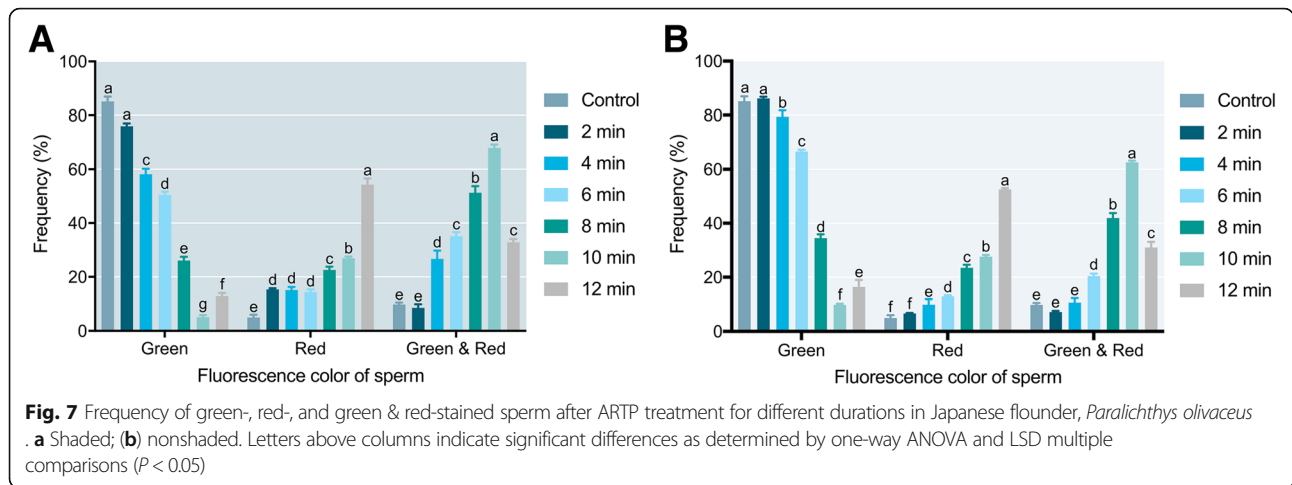 A
B
100
80
60
40
20
0
Frequency (%)
a
a
c
d
e
g
f
e
d
d
d
c
b
a
e
e
d
c
b
a
c
Green
Red
Green & Red
Fluorescence color of sperm
Control
2 min
4 min
6 min
8 min
10 min
12 min
100
80
60
40
20
0
Frequency (%)
a
a
b
c
d
f
e
f
f
e
d
c
b
a
e
e
e
d
b
a
c
Green
Red
Green & Red
Fluorescence color of sperm
Control
2 min
4 min
6 min
8 min
10 min
12 min
Fig. 7 Frequency of green-, red-, and green & red-stained sperm after ARTP treatment for different durations in Japanese flounder, Paralichthys olivaceus
. a Shaded; (b) nonshaded. Letters above columns indicate significant differences as determined by one-way ANOVA and LSD multiple
comparisons (P < 0.05)